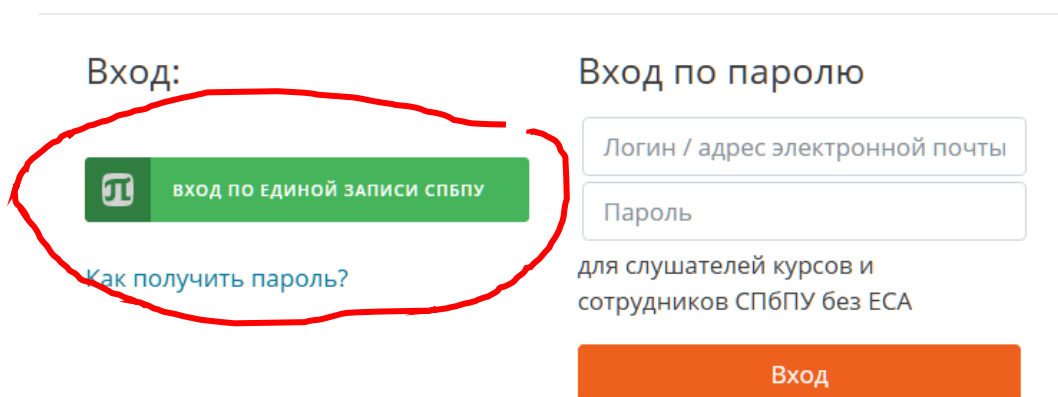 Вход:
ВХОД ПО ЕДИНОЙ ЗАПИСИ СПБПУ
Как получить пароль?
Вход по паролю
Логин / адрес электронной почты
Пароль
для слушателей курсов и
сотрудников СПбПУ без ЕСА
Вход